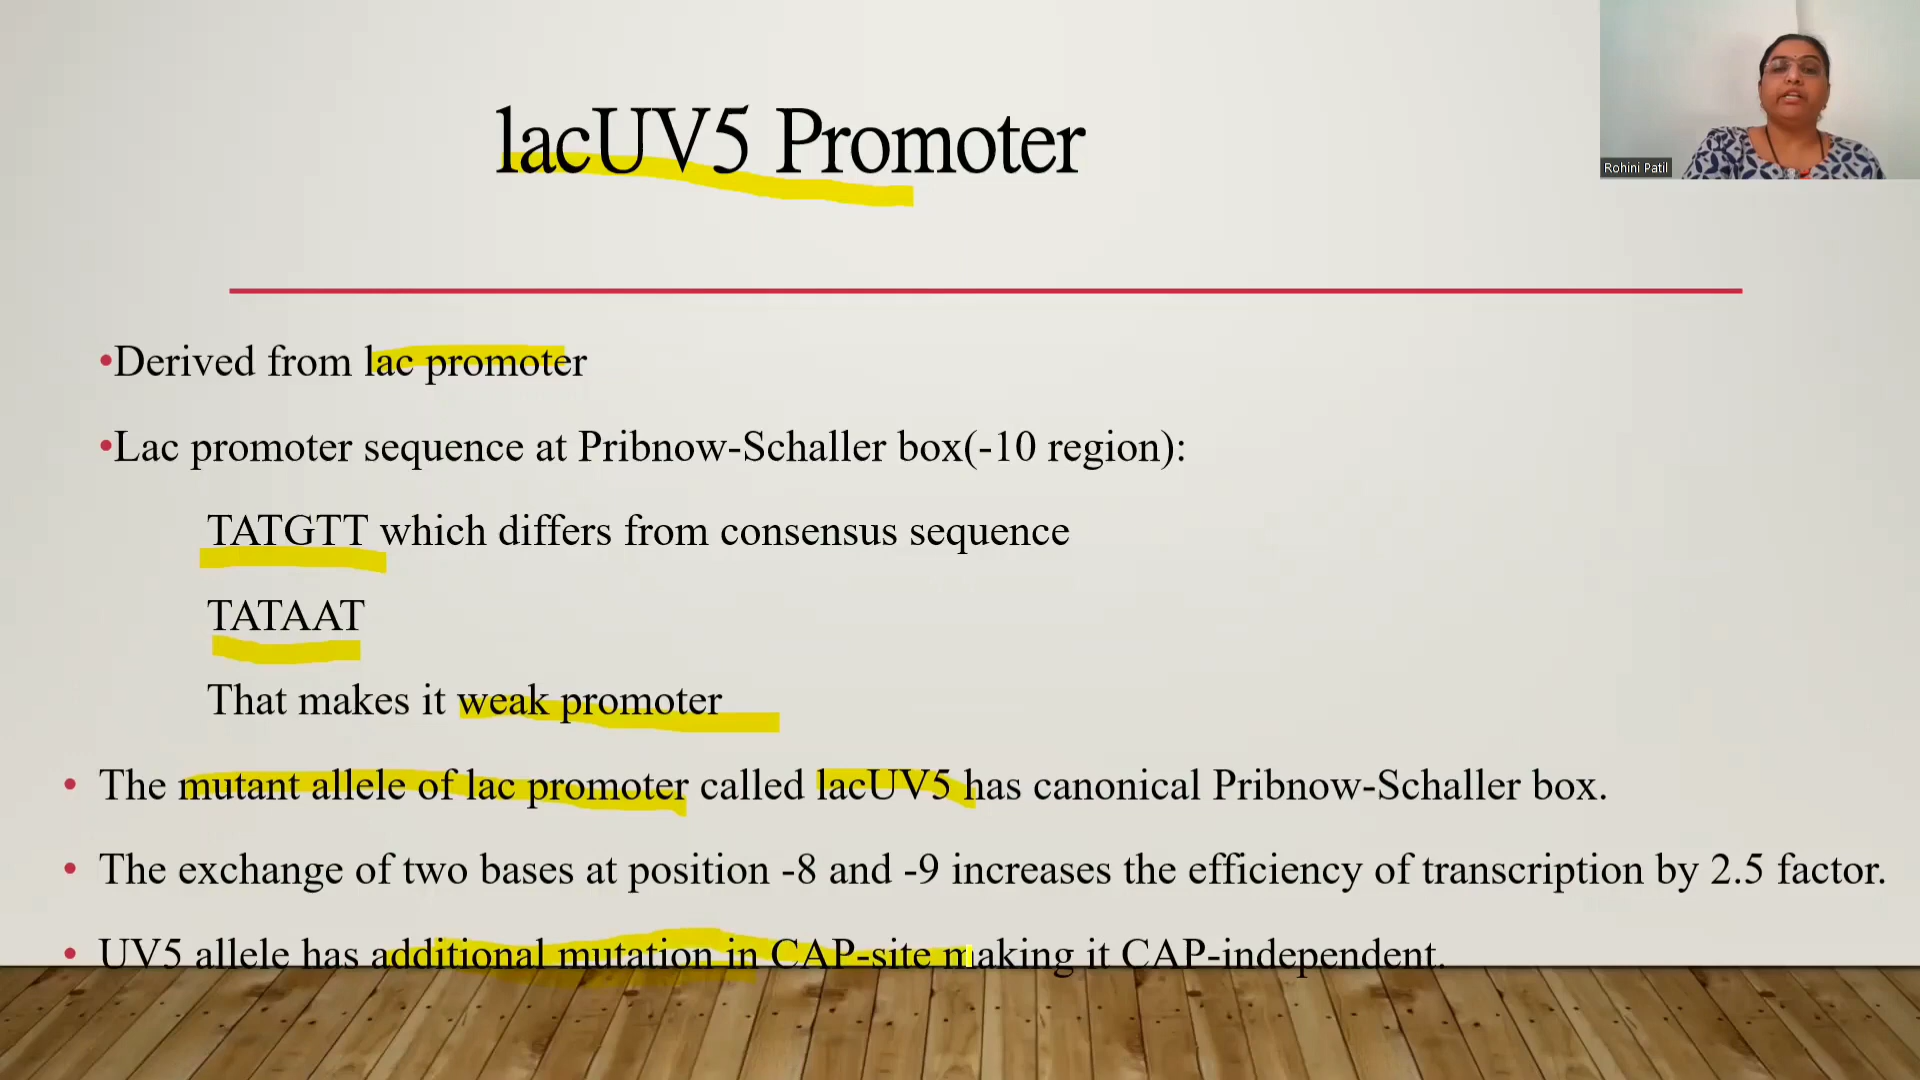 lacUV5 Promoter
Rohini Patil
•Derived from lac promoter
•Lac promoter sequence at Pribnow-Schaller box(-10 region):
TATGTT which differs from consensus sequence
TATAAT
That makes it weak promoter
• The mutant allele of lac promoter called lacUV5 has canonical Pribnow-Schaller box.
• The exchange of two bases at position -8 and -9 increases the efficiency of transcription by 2.5 factor.
• UV5 allele has additional mutation in CAP-site making it CAP-independent.